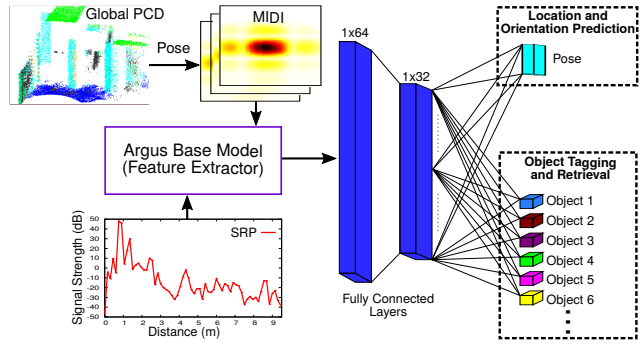 Global PCD
Pose
MIDI
Argus Base Model
(Feature Extractor)
SRP
Signal Strength (dB)
50
40
30
20
10
0
-10
-20
-30
-40
-50
0 1 2 3 4 5 6 7 8 9
Distance (m)
1x64
1x32
Fully Connected
Layers
Location and
Orientation Prediction
Pose
Object Tagging
and Retrieval
Object 1
Object 2
Object 3
Object 4
Object 5
Object 6